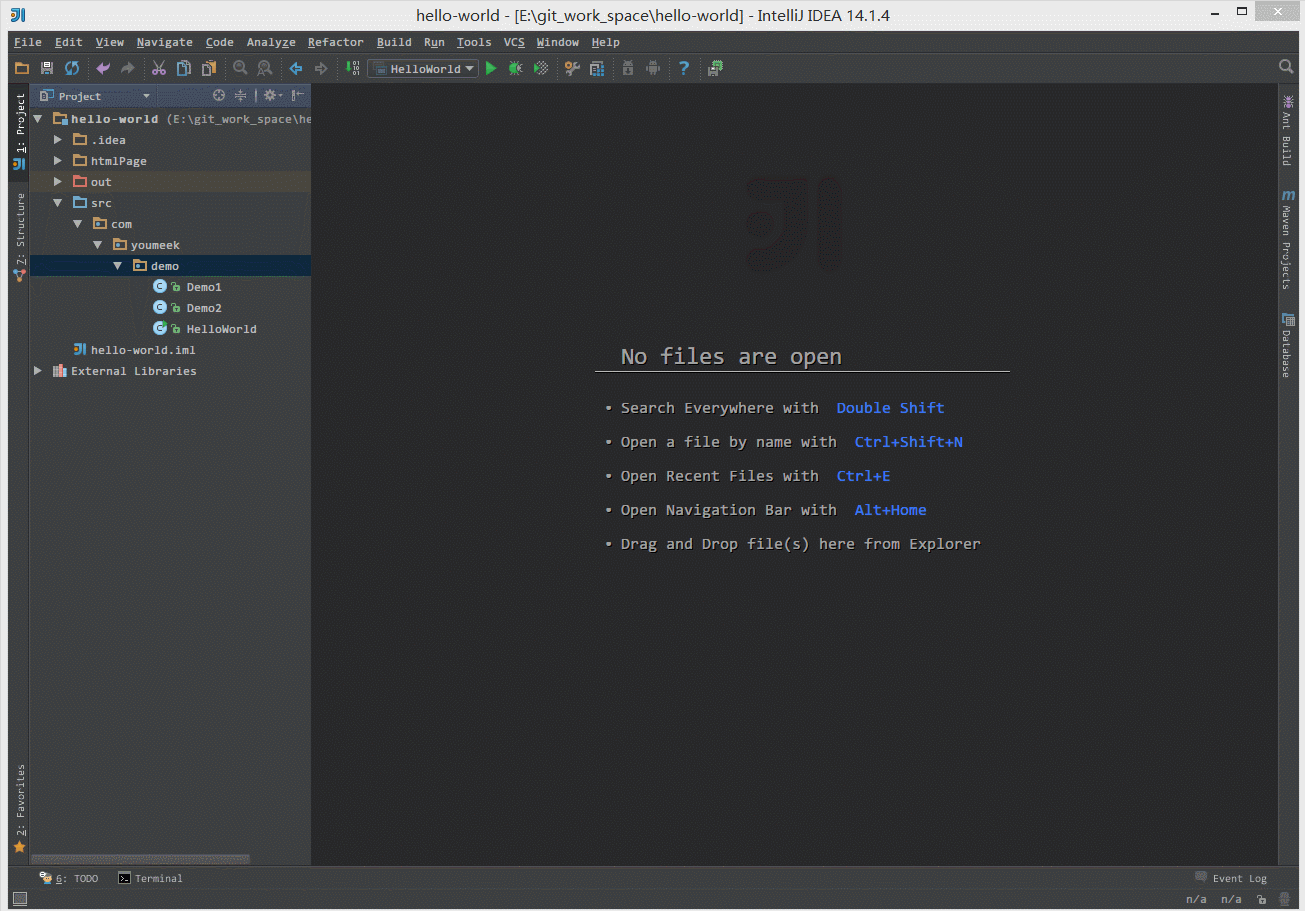 hello-world - [E:\git_work_space\hello-world] - IntelliJ IDEA 14.1.4
File Edit View Navigate Code Analyze Refactor Build Run Tools VCS Window Help
HelloWorld
Project
hello-world (E:\git_work_space\he
.idea
htmlPage
out
src
com
youmeek
demo
Demo1
Demo2
HelloWorld
hello-world.iml
External Libraries
1: Project
7: Structure
2: Favorites
No files are open
• Search Everywhere with Double Shift
• Open a file by name with Ctrl+Shift+N
• Open Recent Files with Ctrl+E
• Open Navigation Bar with Alt+Home
• Drag and Drop file(s) here from Explorer
Ant Build
m Maven Projects
Database
6: TODO Terminal Event Log
n/a n/a